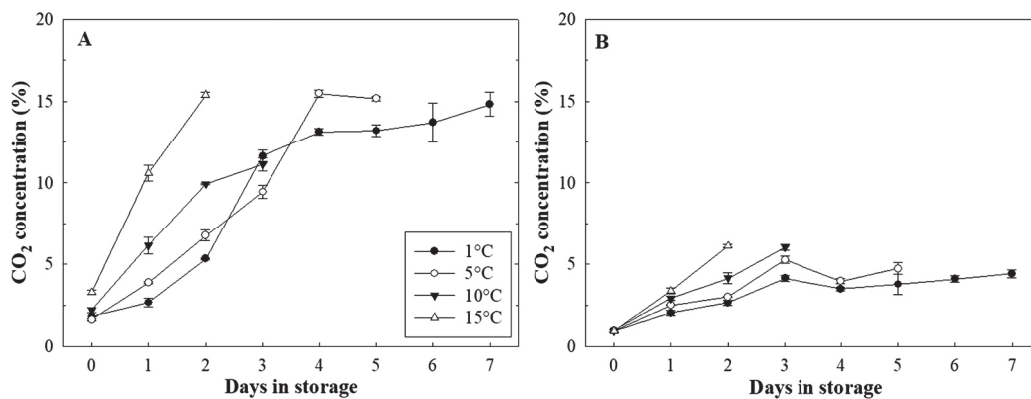 A
CO2 concentration (%)
20
15
10
5
0
1°C
5°C
10°C
15°C
0 1 2 3 4 5 6 7
Days in storage
B
CO2 concentration (%)
20
15
10
5
0
0 1 2 3 4 5 6 7
Days in storage